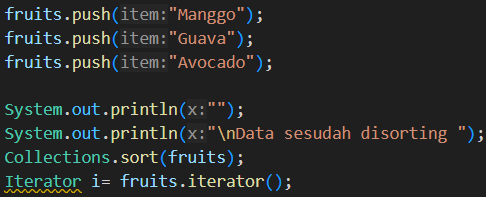 fruits.push(item:"Manggo");
fruits.push(item:"Guava");
fruits.push(item:"Avocado");
System.out.println(x:"");
System.out.println(x:"\nData sesudah disorting ");
Collections.sort(fruits);
Iterator i= fruits.iterator();